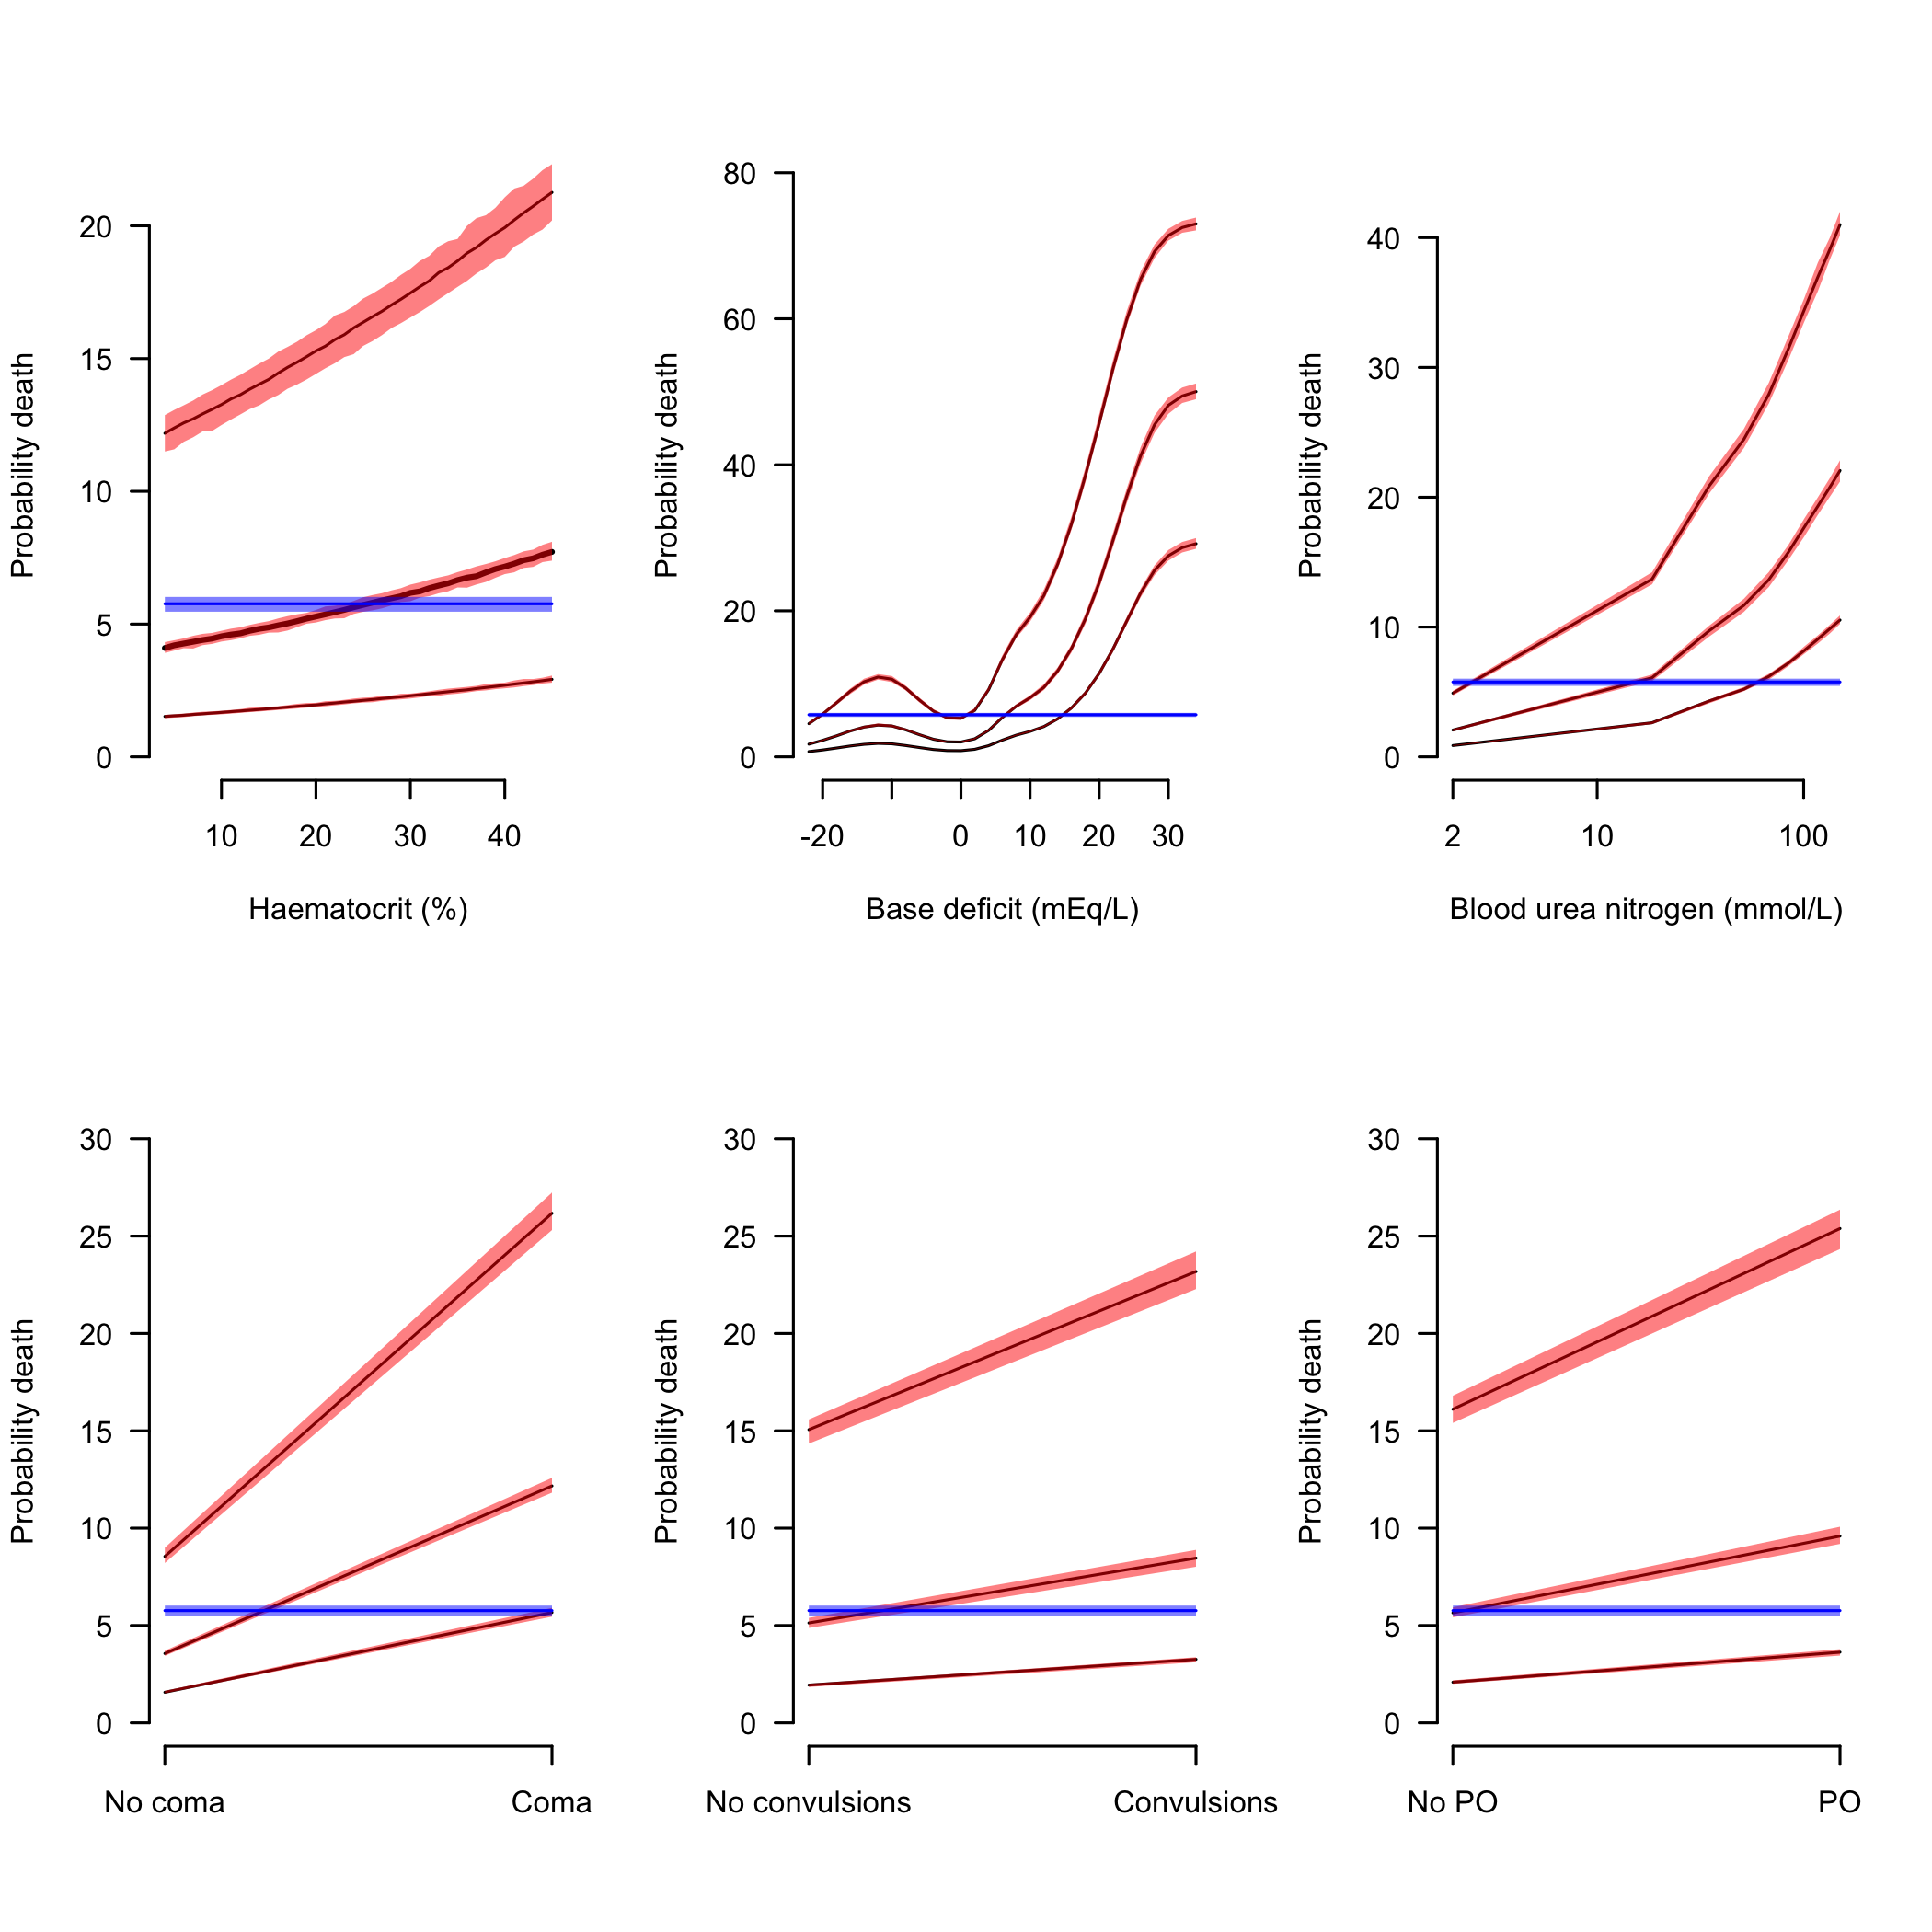 Probability death
20
15
10
5
0
10 20 30 40
Haematocrit (%)
Probability death
80
60
40
20
0
-20 0 10 20 30
Base deficit (mEq/L)
Probability death
40
30
20
10
0
2 10 100
Blood urea nitrogen (mmol/L)
Probability death
30
25
20
15
10
5
0
No coma Coma
Probability death
30
25
20
15
10
5
0
No convulsions Convulsions
Probability death
30
25
20
15
10
5
0
No PO PO